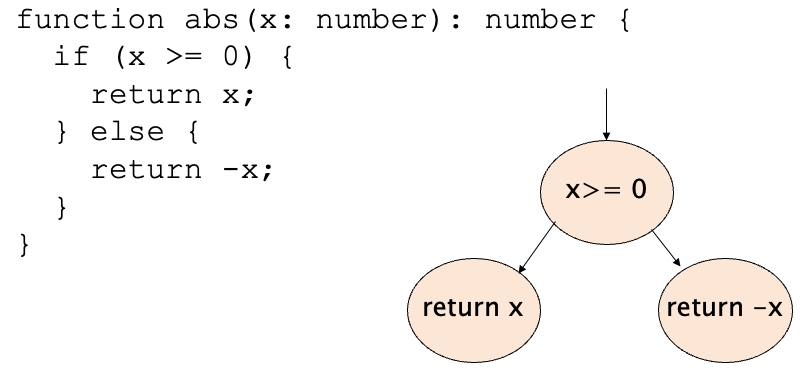 function abs(x: number): number {
  if (x >= 0) {
    return x;
  } else {
    return -x;
  }
}
x>= 0
return x
return -x